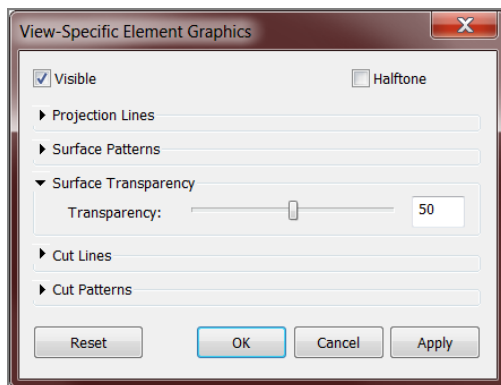 View-Specific Element Graphics
Visible Halftone
Projection Lines
Surface Patterns
Surface Transparency
Transparency: 50
Cut Lines
Cut Patterns
Reset OK Cancel Apply